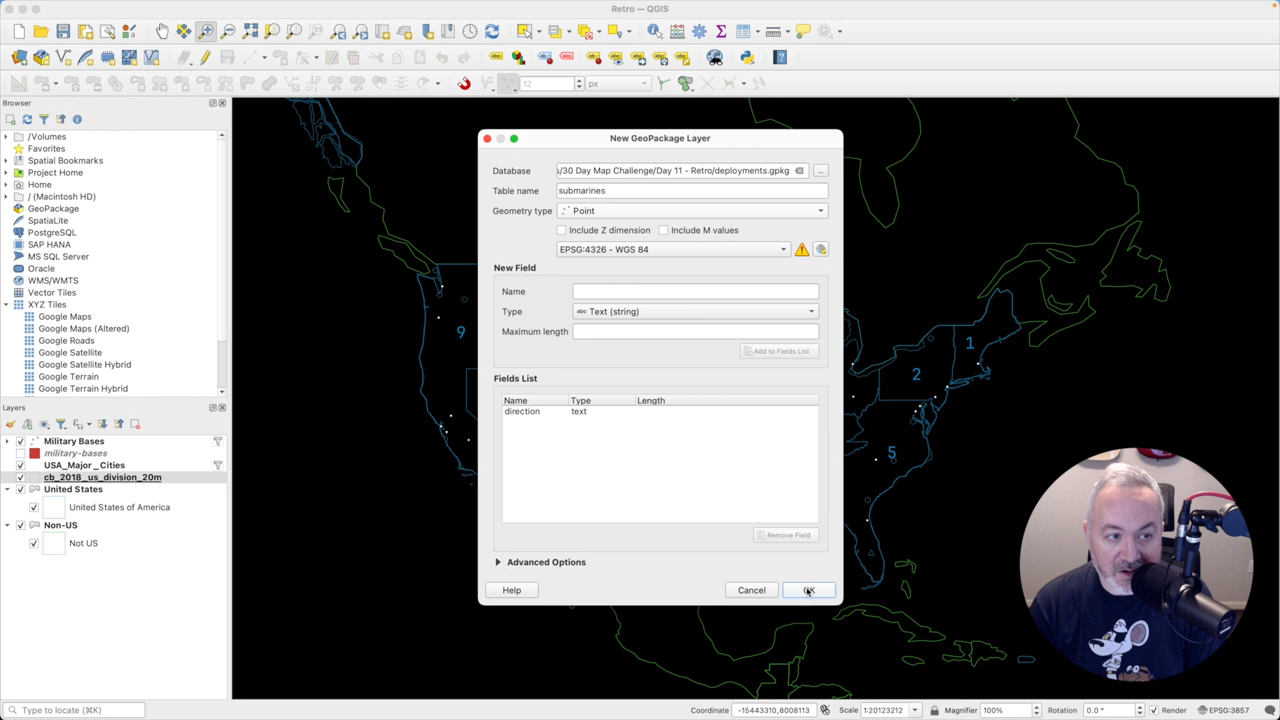 Retro — QGIS
12
px
Browser
/Volumes
Favorites
Spatial Bookmarks
Project Home
Home
/ (Macintosh HD)
GeoPackage
SpatiaLite
PostgreSQL
SAP HANA
MS SQL Server
Oracle
WMS/WMTS
Vector Tiles
XYZ Tiles
Google Maps
Google Maps (Altered)
Google Roads
Google Satellite
Google Satellite Hybrid
Google Terrain
Google Terrain Hybrid
Layers
Military Bases
military-bases
USA_Major_Cities
cb_2018_us_division_20m
United States
United States of America
Non-US
Not US
9
1
2
5
New GeoPackage Layer
Database
/30 Day Map Challenge/Day 11 - Retro/deployments.gpkg
...
Table name
submarines
Geometry type
Point
Include Z dimension
Include M values
EPSG:4326 - WGS 84
New Field
Name
Type
abc Text (string)
Maximum length
Add to Fields List
Fields List
Name Type Length
direction text
Remove Field
Advanced Options
Help
Cancel
OK
Type to locate (⌘K)
Coordinate -15443310,8008113
Scale 1:20123212
Magnifier 100%
Rotation 0.0 °
Render
EPSG:3857